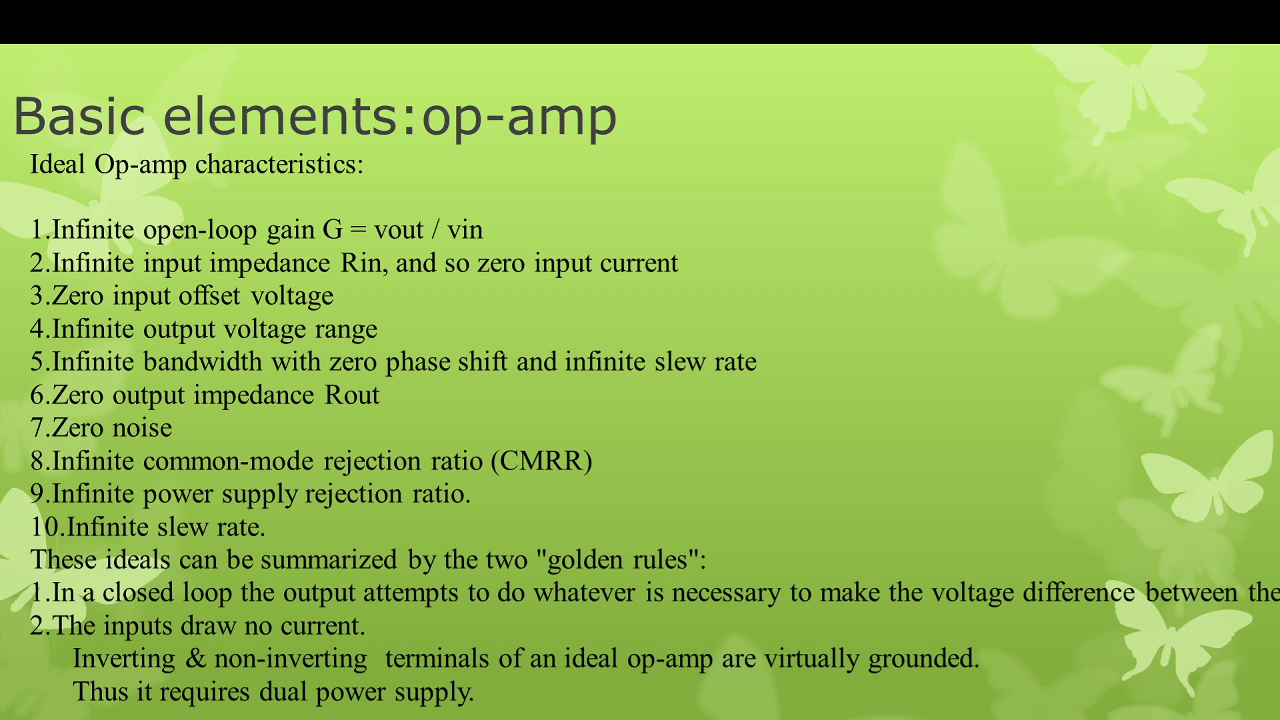 Basic elements:op-amp
Ideal Op-amp characteristics:
1.Infinite open-loop gain G = vout / vin
2.Infinite input impedance Rin, and so zero input current
3.Zero input offset voltage
4.Infinite output voltage range
5.Infinite bandwidth with zero phase shift and infinite slew rate
6.Zero output impedance Rout
7.Zero noise
8.Infinite common-mode rejection ratio (CMRR)
9.Infinite power supply rejection ratio.
10.Infinite slew rate.
These ideals can be summarized by the two "golden rules":
1.In a closed loop the output attempts to do whatever is necessary to make the voltage difference between the
2.The inputs draw no current.
Inverting & non-inverting terminals of an ideal op-amp are virtually grounded.
Thus it requires dual power supply.